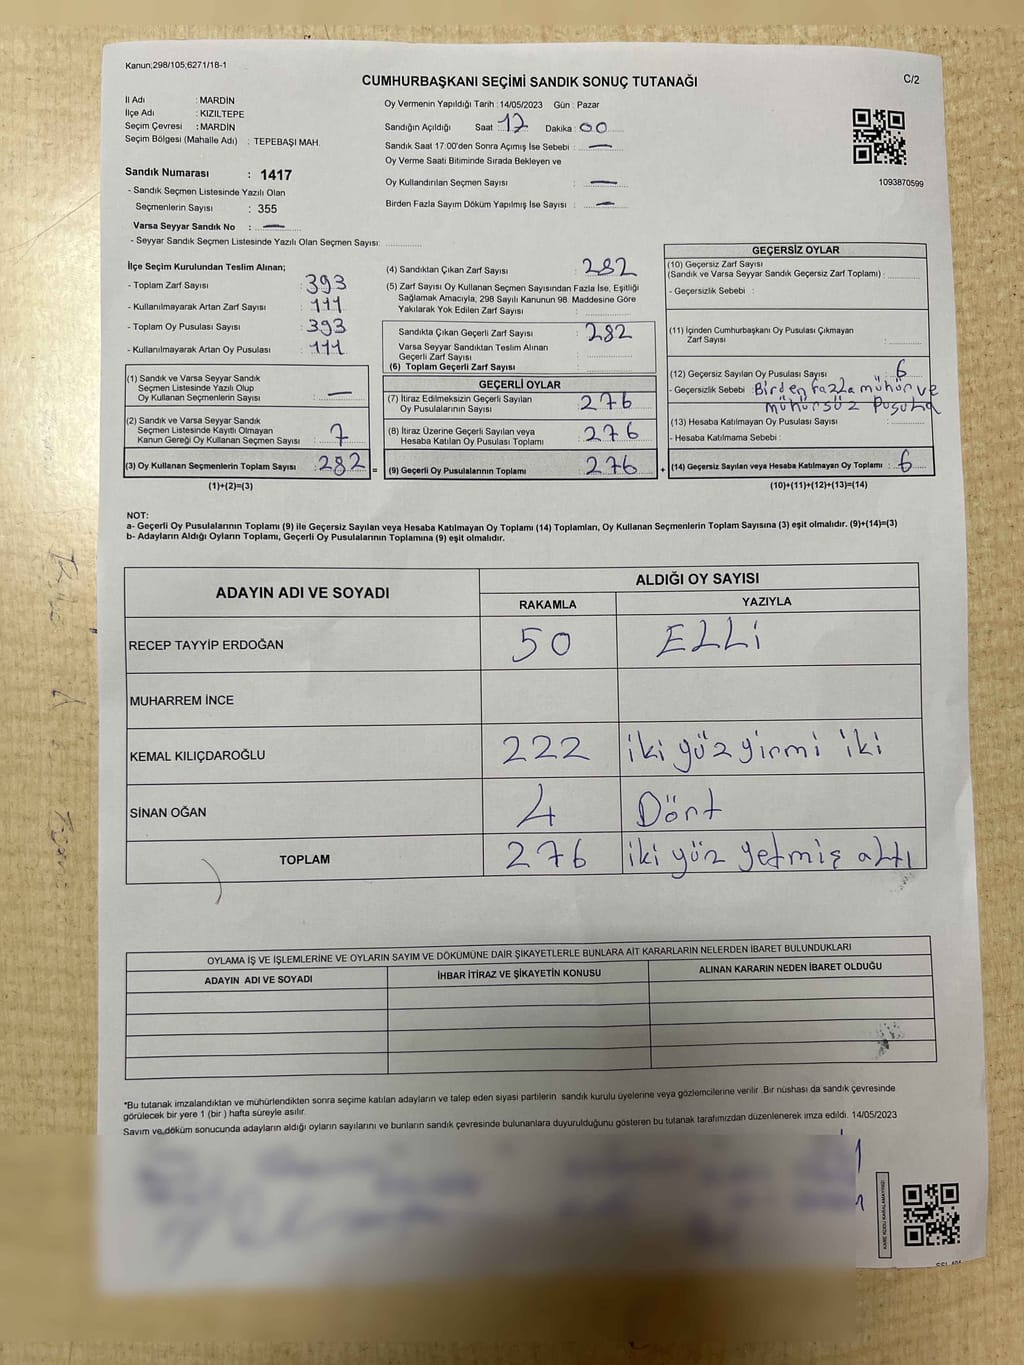 Kanun;298/105,6271/18-1
CUMHURBAŞKANI SEÇİMİ SANDIK SONUÇ TUTANAĞI
C/2
İl Adı : MARDİN
İlçe Adı : KIZILTEPE
Seçim Çevresi : MARDİN
Seçim Bölgesi (Mahalle Adı) : TEPEBAŞI MAH.
Sandık Numarası : 1417
- Sandık Seçmen Listesinde Yazılı Olan
Seçmenlerin Sayısı : 355
Varsa Seyyar Sandık No : —
- Seyyar Sandık Seçmen Listesinde Yazılı Olan Seçmen Sayısı:
Oy Vermenin Yapıldığı Tarih : 14/05/2023 Gün : Pazar
Sandığın Açıldığı Saat : 17 Dakika : 00
Sandık Saat 17:00'den Sonra Açımış İse Sebebi : —
Oy Verme Saati Bitiminde Sırada Bekleyen ve
Oy Kullandırılan Seçmen Sayısı : —
Birden Fazla Sayım Döküm Yapılmış İse Sayısı : —
1093870599
İlçe Seçim Kurulundan Teslim Alınan;
- Toplam Zarf Sayısı : 393
- Kullanılmayarak Artan Zarf Sayısı : 111
- Toplam Oy Pusulası Sayısı : 393
- Kullanılmayarak Artan Oy Pusulası : 111
(1) Sandık ve Varsa Seyyar Sandık
Seçmen Listesinde Yazılı Olup
Oy Kullanan Seçmenlerin Sayısı : —
(2) Sandık ve Varsa Seyyar Sandık
Seçmen Listesinde Kayıtlı Olmayan
Kanun Gereği Oy Kullanan Seçmen Sayısı : 7
(3) Oy Kullanan Seçmenlerin Toplam Sayısı : 282 =
(1)+(2)=(3)
(4) Sandıktan Çıkan Zarf Sayısı : 282
(5) Zarf Sayısı Oy Kullanan Seçmen Sayısından Fazla İse, Eşitliği
Sağlamak Amacıyla, 298 Sayılı Kanunun 98. Maddesine Göre
Yakılarak Yok Edilen Zarf Sayısı :
Sandıkta Çıkan Geçerli Zarf Sayısı : 282
Varsa Seyyar Sandıktan Teslim Alınan
Geçerli Zarf Sayısı :
(6) Toplam Geçerli Zarf Sayısı :
GEÇERLİ OYLAR
(7) İtiraz Edilmeksizin Geçerli Sayılan
Oy Pusulalarının Sayısı : 276
(8) İtiraz Üzerine Geçerli Sayılan veya
Hesaba Katılan Oy Pusulası Toplamı : 276
(9) Geçerli Oy Pusulalarının Toplamı : 276 +
GEÇERSİZ OYLAR
(10) Geçersiz Zarf Sayısı
(Sandık ve Varsa Seyyar Sandık Geçersiz Zarf Toplamı) :
- Geçersizlik Sebebi :
(11) İçinden Cumhurbaşkanı Oy Pusulası Çıkmayan
Zarf Sayısı :
(12) Geçersiz Sayılan Oy Pusulası Sayısı : 6
- Geçersizlik Sebebi : Birden fazla mühür ve
mühürsüz Pusula
(13) Hesaba Katılmayan Oy Pusulası Sayısı :
- Hesaba Katılmama Sebebi :
(14) Geçersiz Sayılan veya Hesaba Katılmayan Oy Toplamı : 6
(10)+(11)+(12)+(13)=(14)
NOT:
a- Geçerli Oy Pusulalarının Toplamı (9) ile Geçersiz Sayılan veya Hesaba Katılmayan Oy Toplamı (14) Toplamları, Oy Kullanan Seçmenlerin Toplam Sayısına (3) eşit olmalıdır. (9)+(14)=(3)
b- Adayların Aldığı Oyların Toplamı, Geçerli Oy Pusulalarının Toplamına (9) eşit olmalıdır.
ADAYIN ADI VE SOYADI ALDIĞI OY SAYISI
RAKAMLA YAZIYLA
RECEP TAYYİP ERDOĞAN 50 ELLİ
MUHARREM İNCE
KEMAL KILIÇDAROĞLU 222 iki yüz yirmi iki
SİNAN OĞAN 4 Dört
TOPLAM 276 iki yüz yetmiş altı
OYLAMA İŞ VE İŞLEMLERİNE VE OYLARIN SAYIM VE DÖKÜMÜNE DAİR ŞİKAYETLERLE BUNLARA AİT KARARLARIN NELERDEN İBARET BULUNDUKLARI
ADAYIN ADI VE SOYADI İHBAR İTİRAZ VE ŞİKAYETİN KONUSU ALINAN KARARIN NEDEN İBARET OLDUĞU
*Bu tutanak imzalandıktan ve mühürlendikten sonra seçime katılan adayların ve talep eden siyasi partilerin sandık kurulu üyelerine veya gözlemcilerine verilir. Bir nüshası da sandık çevresinde
görülecek bir yere 1 (bir ) hafta süreyle asılır.
Sayım ve döküm sonucunda adayların aldığı oyların sayılarını ve bunların sandık çevresinde bulunanlara duyurulduğunu gösteren bu tutanak tarafımızdan düzenlenerek imza edildi. 14/05/2023
KARE KODU KARALAMAYINIZ!